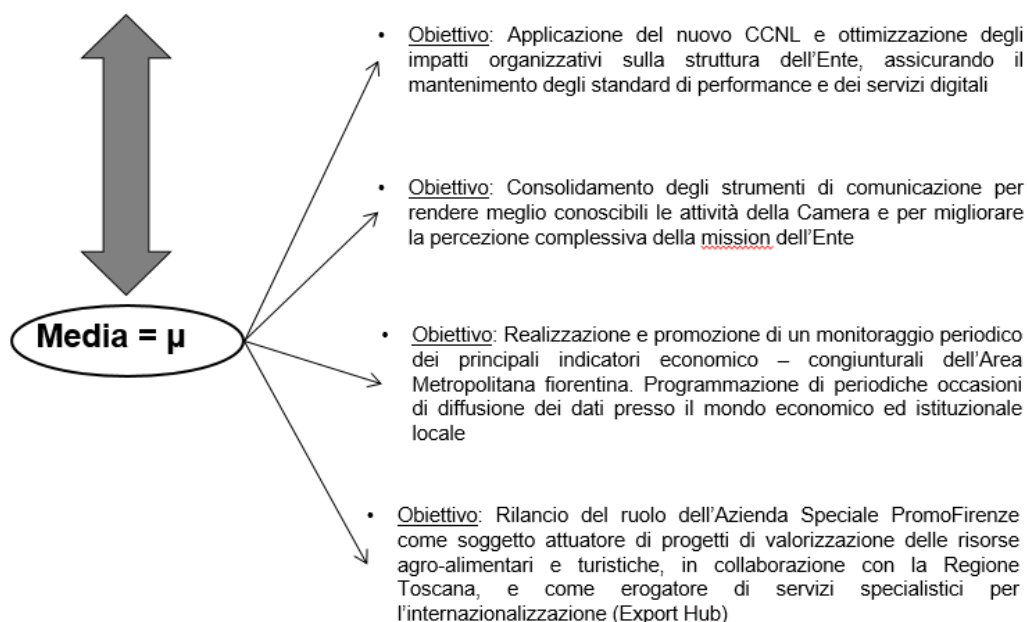 • Obiettivo: Applicazione del nuovo CCNL e ottimizzazione degli
impatti organizzativi sulla struttura dell'Ente, assicurando il
mantenimento degli standard di performance e dei servizi digitali
• Obiettivo: Consolidamento degli strumenti di comunicazione per
rendere meglio conoscibili le attività della Camera e per migliorare
la percezione complessiva della mission dell'Ente
Media = μ
• Obiettivo: Realizzazione e promozione di un monitoraggio periodico
dei principali indicatori economico – congiunturali dell'Area
Metropolitana fiorentina. Programmazione di periodiche occasioni
di diffusione dei dati presso il mondo economico ed istituzionale
locale
• Obiettivo: Rilancio del ruolo dell'Azienda Speciale PromoFirenze
come soggetto attuatore di progetti di valorizzazione delle risorse
agro-alimentari e turistiche, in collaborazione con la Regione
Toscana, e come erogatore di servizi specialistici per
l'internazionalizzazione (Export Hub)